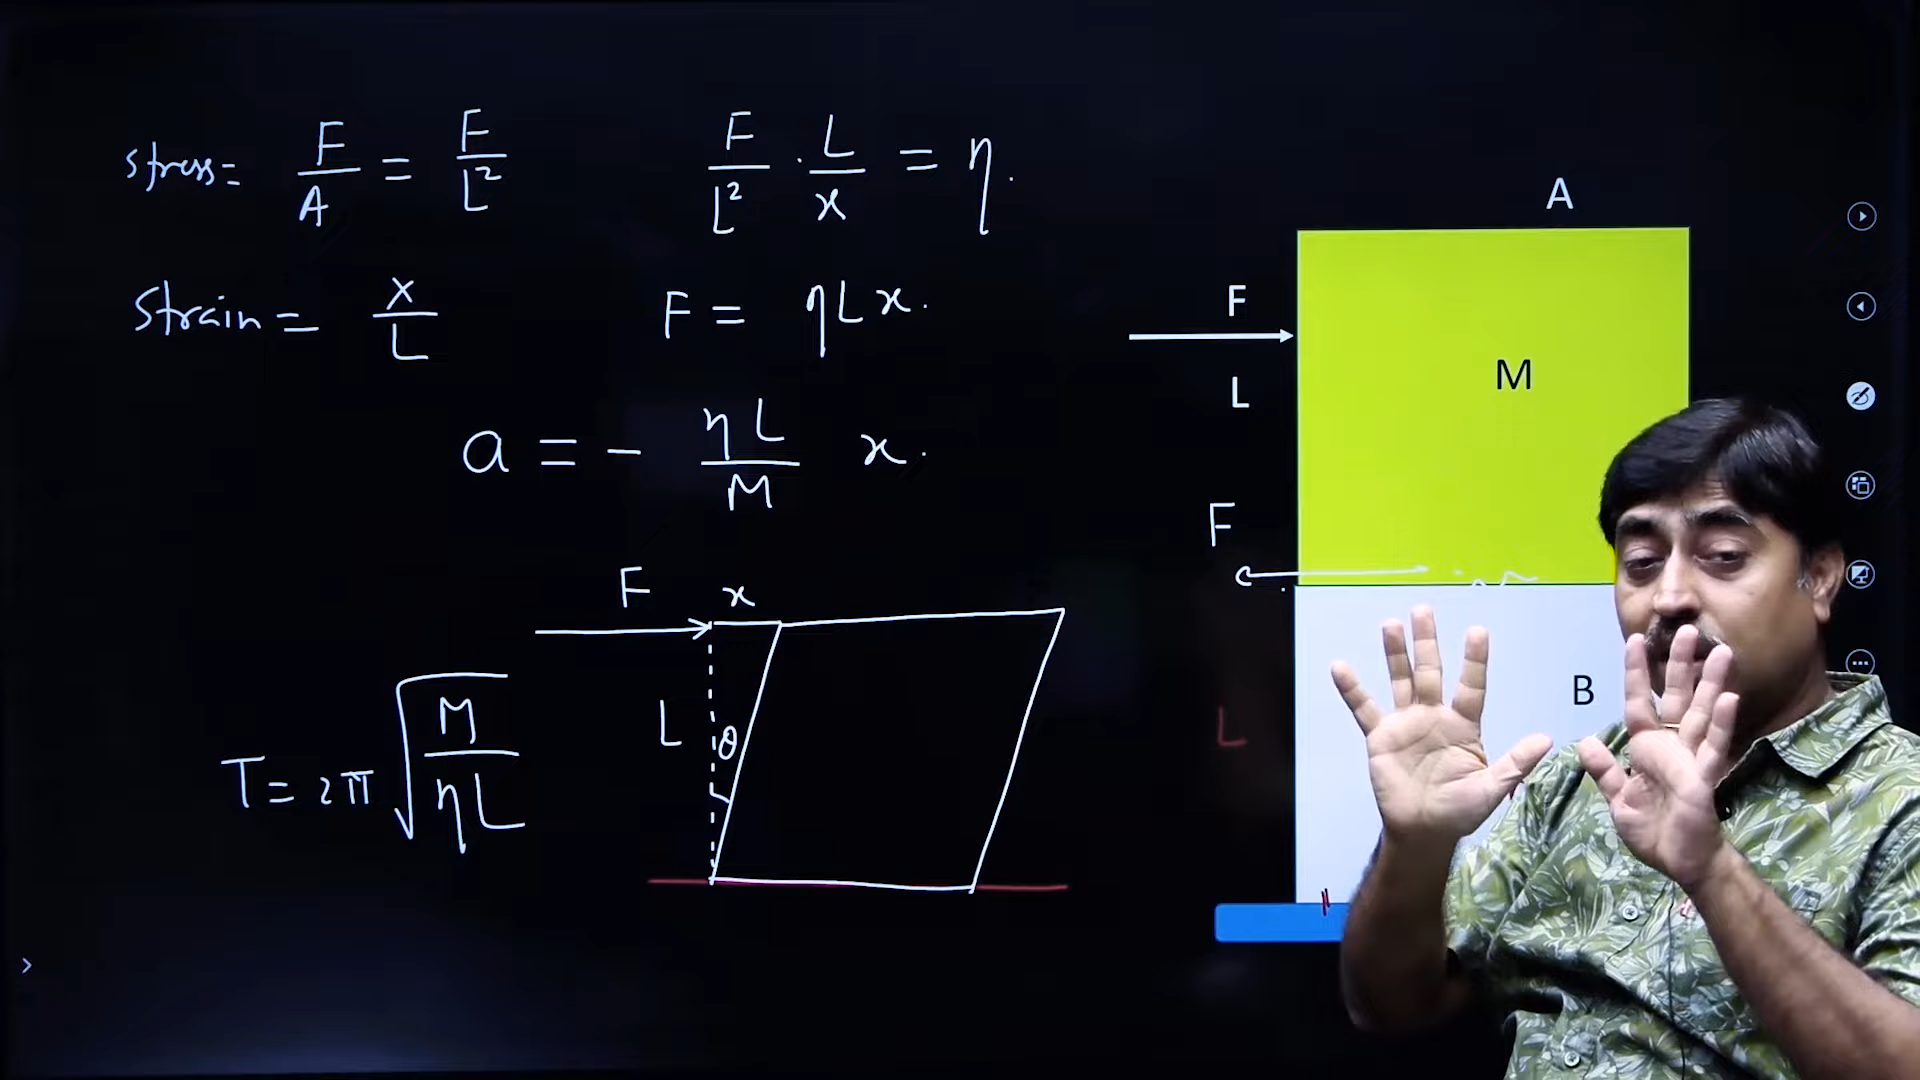 stress = F/A = F/L²
F/L² · L/x = η.
Strain = x/L
F = ηLx.
a = - ηL/M x.
F x
L θ
T = 2π √(M/ηL)
A
F
L
M
F
B
L